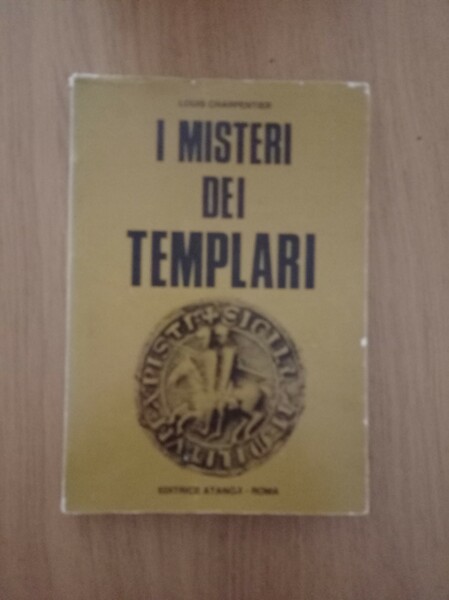 LOUIS CHARPENTIER
I MISTERI
DEI
TEMPLARI
EDITRICE ATANÒR - ROMA